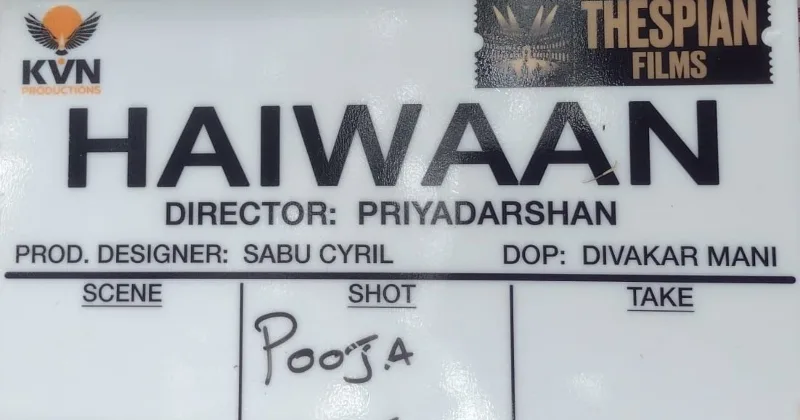 KVN
PRODUCTIONS
THESPIAN
FILMS
HAIWAAN
DIRECTOR: PRIYADARSHAN
PROD. DESIGNER: SABU CYRIL DOP: DIVAKAR MANI
SCENE SHOT TAKE
POOJA